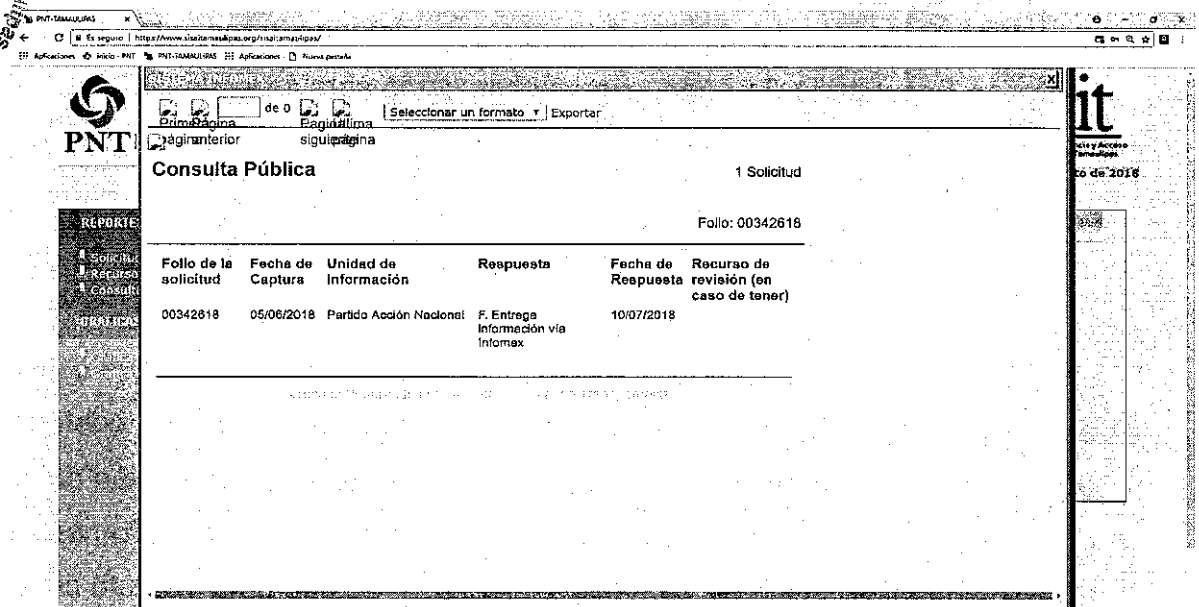 PNT-TAMAULIPAS
Es seguro | https://www.sisaitamaulipas.org/sisaitamaulipas/
Aplicaciones Inicio - PNT PNT-TAMAULIPAS Aplicaciones Nueva pestaña
de 0 Seleccionar un formato Exportar
PNT
it
Consulta Pública 1 Solicitud
to de 2018
Folio: 00342618
REPORTE
Folio de la solicitud Fecha de Captura Unidad de Información Respuesta Fecha de Respuesta Recurso de revisión (en caso de tener)
00342618 05/06/2018 Partido Acción Nacional F. Entrega Información vía Infomex 10/07/2018